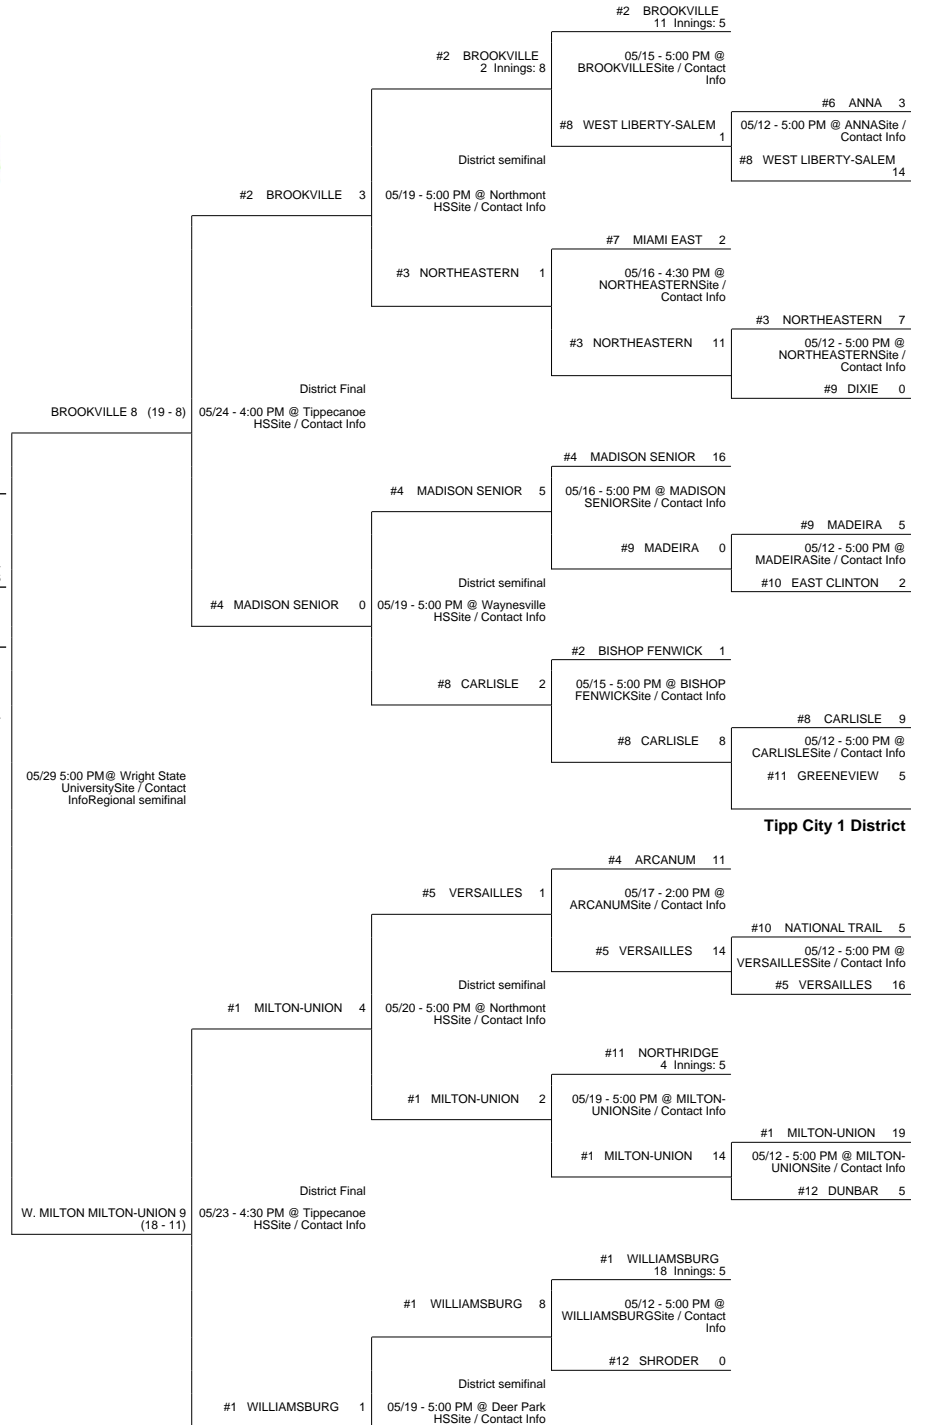 #2 BROOKVILLE
11 Innings: 5
#2 BROOKVILLE
2 Innings: 8
05/15 - 5:00 PM @
BROOKVILLESite / Contact
Info
#6 ANNA 3
#8 WEST LIBERTY-SALEM
1
05/12 - 5:00 PM @ ANNASite /
Contact Info
#8 WEST LIBERTY-SALEM
14
District semifinal
#2 BROOKVILLE 3
05/19 - 5:00 PM @ Northmont
HSSite / Contact Info
#7 MIAMI EAST 2
#3 NORTHEASTERN 1
05/16 - 4:30 PM @
NORTHEASTERNSite /
Contact Info
#3 NORTHEASTERN 7
#3 NORTHEASTERN 11
05/12 - 5:00 PM @
NORTHEASTERNSite /
Contact Info
#9 DIXIE 0
District Final
BROOKVILLE 8 (19 - 8)
05/24 - 4:00 PM @ Tippecanoe
HSSite / Contact Info
#4 MADISON SENIOR 16
#4 MADISON SENIOR 5
05/16 - 5:00 PM @ MADISON
SENIORSite / Contact Info
#9 MADEIRA 5
#9 MADEIRA 0
05/12 - 5:00 PM @
MADEIRASite / Contact Info
#10 EAST CLINTON 2
District semifinal
#4 MADISON SENIOR 0
05/19 - 5:00 PM @ Waynesville
HSSite / Contact Info
#2 BISHOP FENWICK 1
#8 CARLISLE 2
05/15 - 5:00 PM @ BISHOP
FENWICKSite / Contact Info
#8 CARLISLE 9
#8 CARLISLE 8
05/12 - 5:00 PM @
CARLISLESite / Contact Info
#11 GREENEVIEW 5
05/29 5:00 PM@ Wright State
UniversitySite / Contact
InfoRegional semifinal
Tipp City 1 District
#4 ARCANUM 11
#5 VERSAILLES 1
05/17 - 2:00 PM @
ARCANUMSite / Contact Info
#10 NATIONAL TRAIL 5
#5 VERSAILLES 14
05/12 - 5:00 PM @
VERSAILLESSite / Contact Info
#5 VERSAILLES 16
District semifinal
#1 MILTON-UNION 4
05/20 - 5:00 PM @ Northmont
HSSite / Contact Info
#11 NORTHRIDGE
4 Innings: 5
#1 MILTON-UNION 2
05/19 - 5:00 PM @ MILTON-
UNIONSite / Contact Info
#1 MILTON-UNION 19
#1 MILTON-UNION 14
05/12 - 5:00 PM @ MILTON-
UNIONSite / Contact Info
#12 DUNBAR 5
District Final
W. MILTON MILTON-UNION 9
(18 - 11)
05/23 - 4:30 PM @ Tippecanoe
HSSite / Contact Info
#1 WILLIAMSBURG
18 Innings: 5
#1 WILLIAMSBURG 8
05/12 - 5:00 PM @
WILLIAMSBURGSite / Contact
Info
#12 SHRODER 0
District semifinal
#1 WILLIAMSBURG 1
05/19 - 5:00 PM @ Deer Park
HSSite / Contact Info